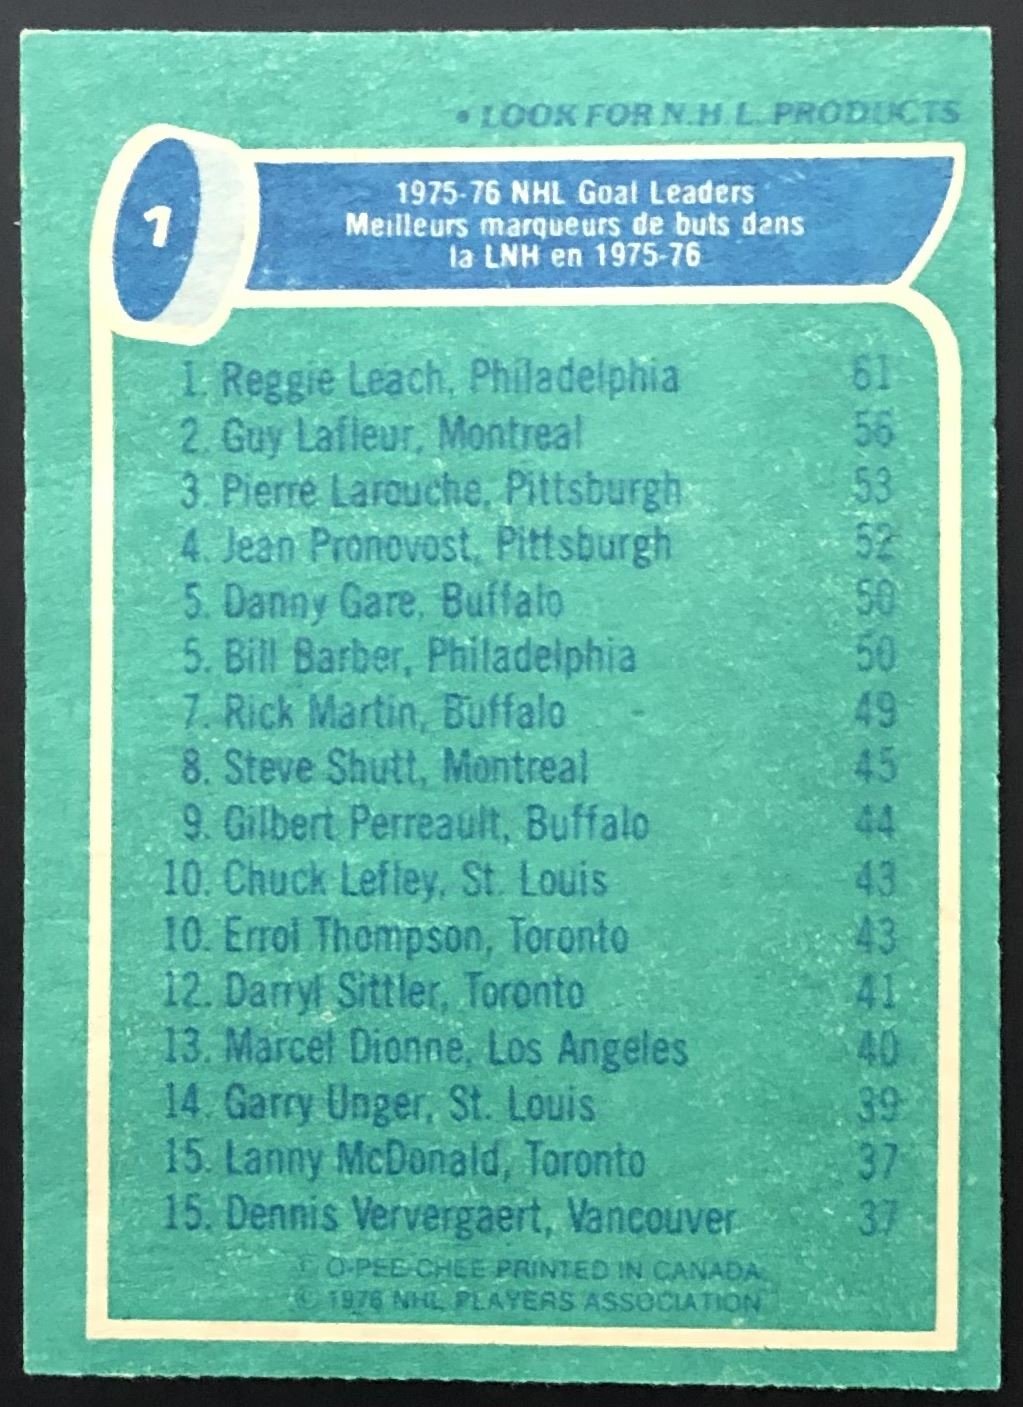 • LOOK FOR N.H.L. PRODUCTS
1
1975-76 NHL Goal Leaders
Meilleurs marqueurs de buts dans
la LNH en 1975-76
1. Reggie Leach, Philadelphia 61
2. Guy Lafleur, Montreal 56
3. Pierre Larouche, Pittsburgh 53
4. Jean Pronovost, Pittsburgh 52
5. Danny Gare, Buffalo 50
5. Bill Barber, Philadelphia 50
7. Rick Martin, Buffalo 49
8. Steve Shutt, Montreal 45
9. Gilbert Perreault, Buffalo 44
10. Chuck Lefley, St. Louis 43
10. Errol Thompson, Toronto 43
12. Darryl Sittler, Toronto 41
13. Marcel Dionne, Los Angeles 40
14. Garry Unger, St. Louis 39
15. Lanny McDonald, Toronto 37
15. Dennis Ververgaert, Vancouver 37
© O-PEE-CHEE PRINTED IN CANADA
© 1976 NHL PLAYERS ASSOCIATION